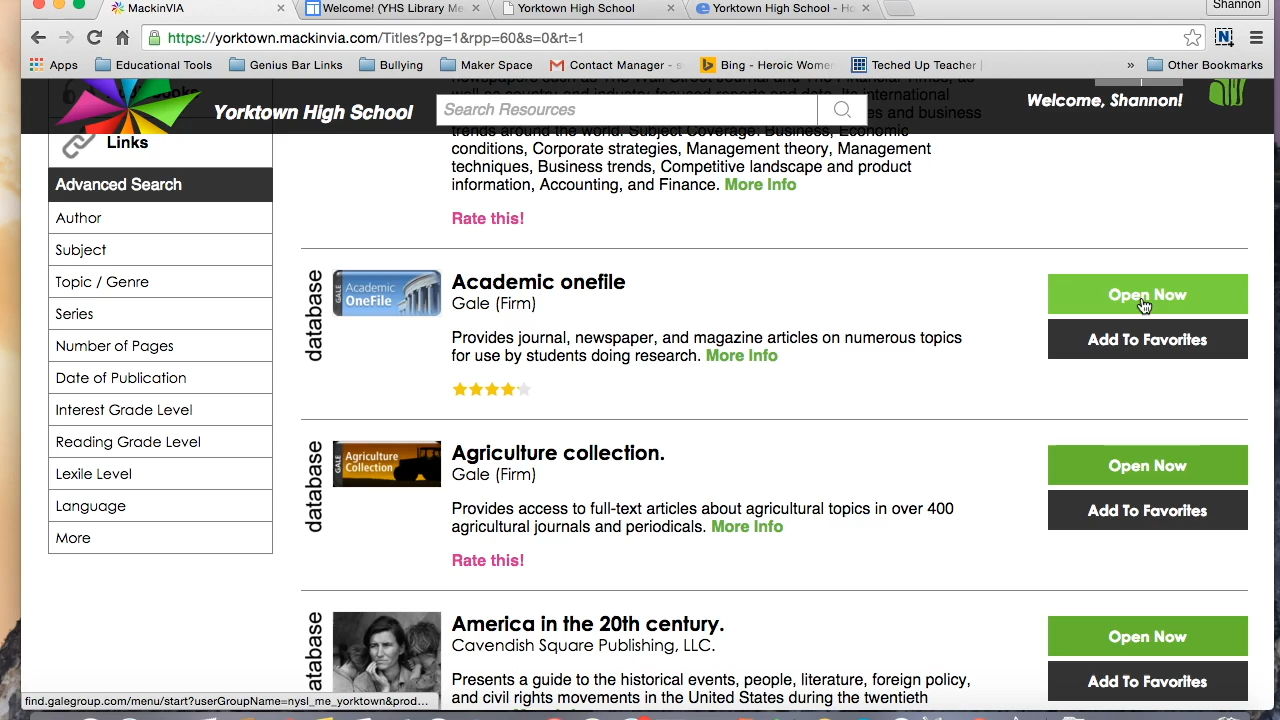 MackinVIA
Welcome! (YHS Library Me
Yorktown High School
Yorktown High School - Ho
Shannon
https://yorktown.mackinvia.com/Titles?pg=1&rpp=60&s=0&rt=1
Apps
Educational Tools
Genius Bar Links
Bullying
Maker Space
Contact Manager - s
Bing - Heroic Women
Teched Up Teacher |
»
Other Bookmarks
Yorktown High School
Search Resources
Welcome, Shannon!
Links
Advanced Search
Author
Subject
Topic / Genre
Series
Number of Pages
Date of Publication
Interest Grade Level
Reading Grade Level
Lexile Level
Language
More
international
es and business
trends around the world. Subject Coverage: Business, Economic
conditions, Corporate strategies, Management theory, Management
techniques, Business trends, Competitive landscape and product
information, Accounting, and Finance. More Info
Rate this!
database
GALE
Academic
OneFile
Academic onefile
Gale (Firm)
Provides journal, newspaper, and magazine articles on numerous topics
for use by students doing research. More Info
Open Now
Add To Favorites
database
GALE
Agriculture
Collection
Agriculture collection.
Gale (Firm)
Provides access to full-text articles about agricultural topics in over 400
agricultural journals and periodicals. More Info
Rate this!
Open Now
Add To Favorites
database
America in the 20th century.
Cavendish Square Publishing, LLC.
Presents a guide to the historical events, people, literature, foreign policy,
and civil rights movements in the United States during the twentieth
Open Now
Add To Favorites
find.galegroup.com/menu/start?userGroupName=nysl_me_yorktown&prod...